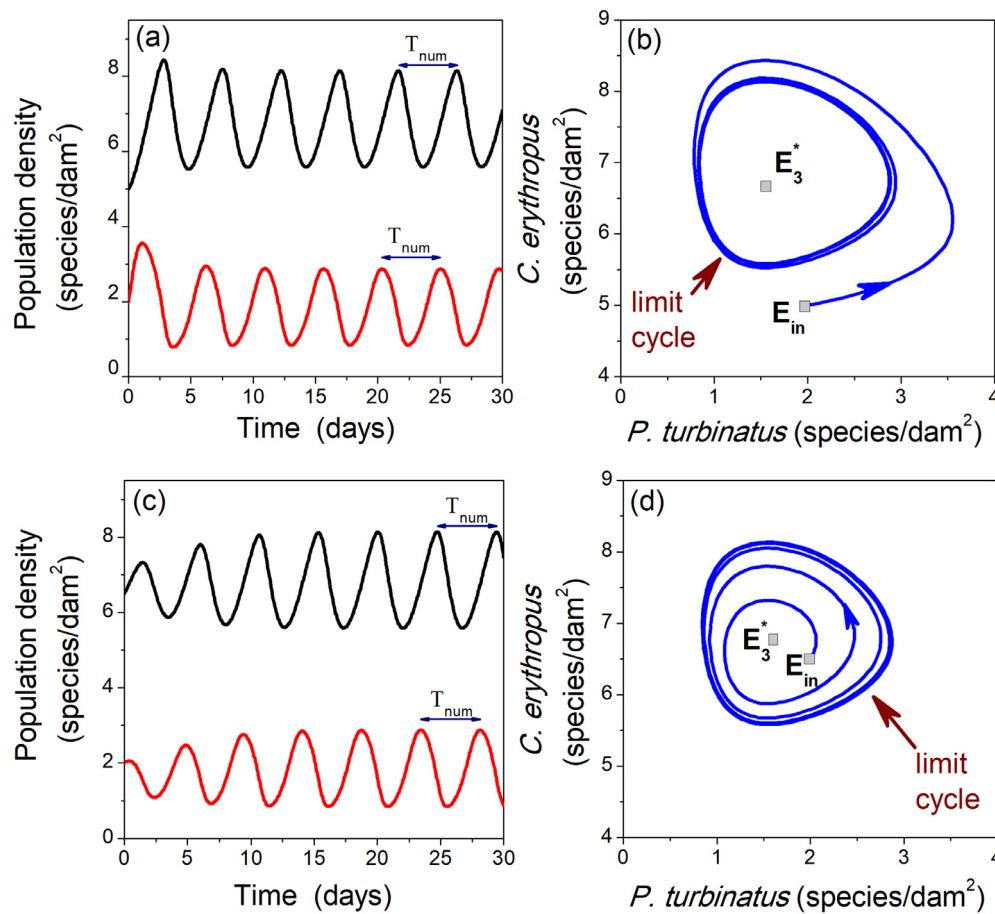 (a)
T_num
T_num
Population density
(species/dam²)
8
6
4
2
0
0 5 10 15 20 25 30
Time (days)
(b)
E*_3
E_in
limit
cycle
C. erythropus
(species/dam²)
9
8
7
6
5
4
0 1 2 3 4
P. turbinatus (species/dam²)
(c)
T_num
T_num
Population density
(species/dam²)
8
6
4
2
0
0 5 10 15 20 25 30
Time (days)
(d)
E*_3
E_in
limit
cycle
C. erythropus
(species/dam²)
9
8
7
6
5
4
0 1 2 3 4
P. turbinatus (species/dam²)